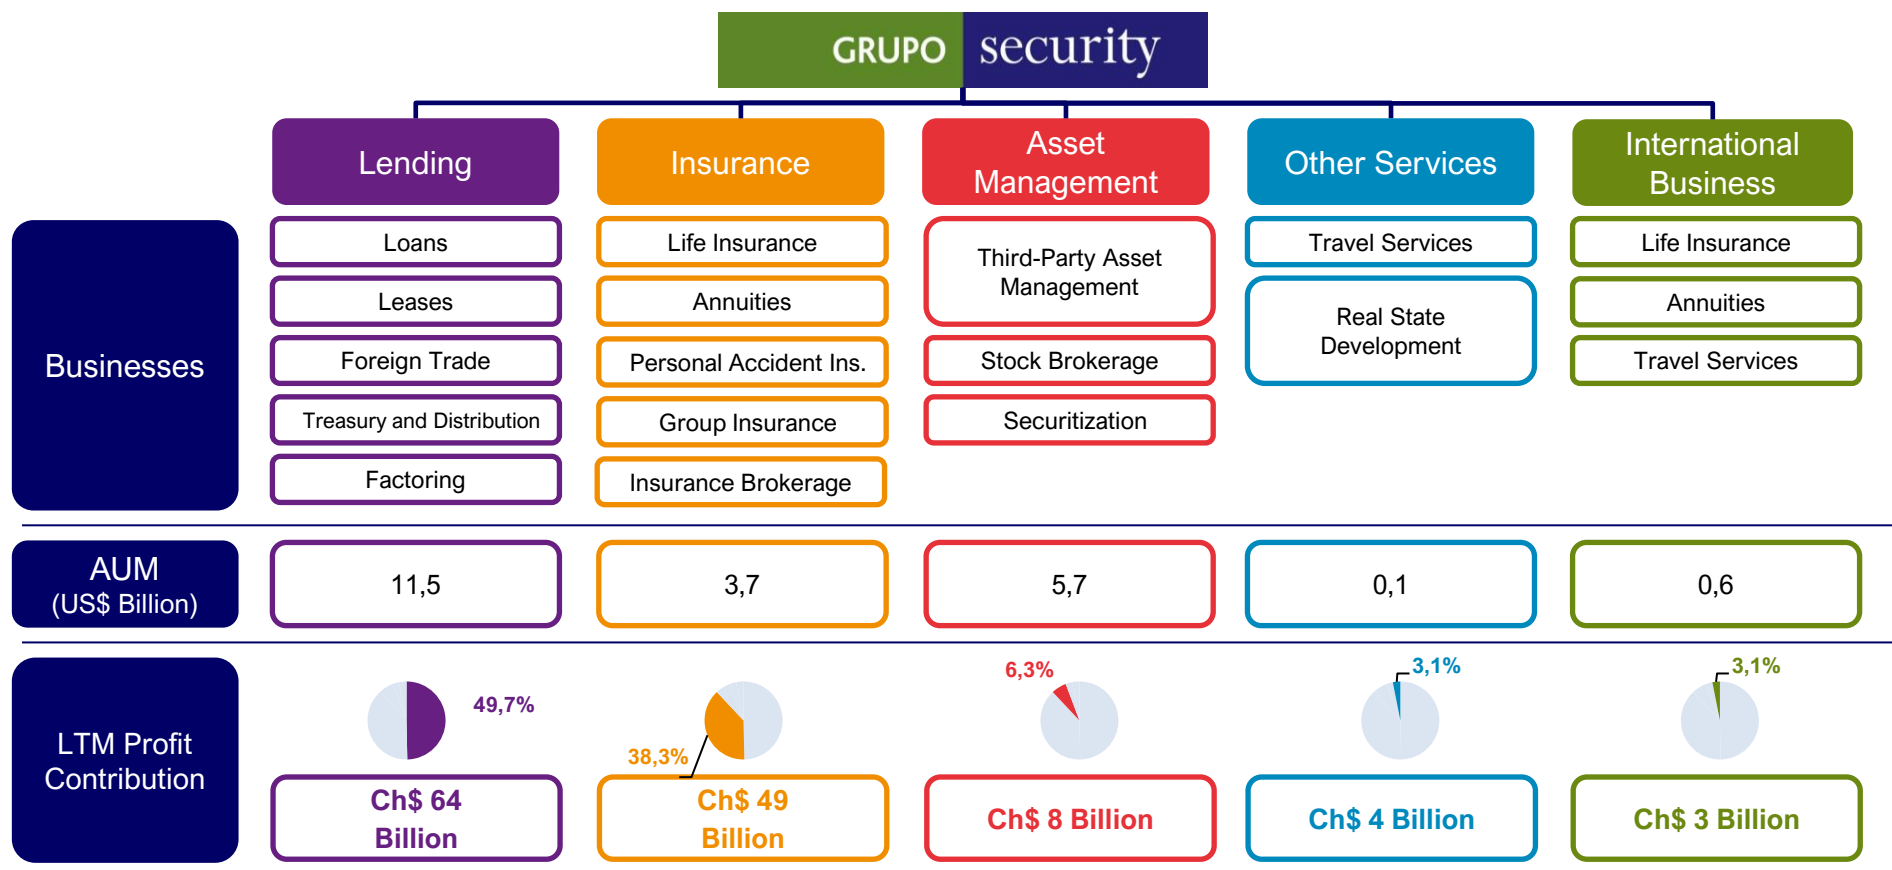 GRUPO security
Lending
Insurance
Asset
Management
Other Services
International
Business
Businesses
Loans
Leases
Foreign Trade
Treasury and Distribution
Factoring
Life Insurance
Annuities
Personal Accident Ins.
Group Insurance
Insurance Brokerage
Third-Party Asset
Management
Stock Brokerage
Securitization
Travel Services
Real State
Development
Life Insurance
Annuities
Travel Services
AUM
(US$ Billion)
11,5
3,7
5,7
0,1
0,6
LTM Profit
Contribution
49,7%
38,3%
6,3%
3,1%
3,1%
Ch$ 64
Billion
Ch$ 49
Billion
Ch$ 8 Billion
Ch$ 4 Billion
Ch$ 3 Billion